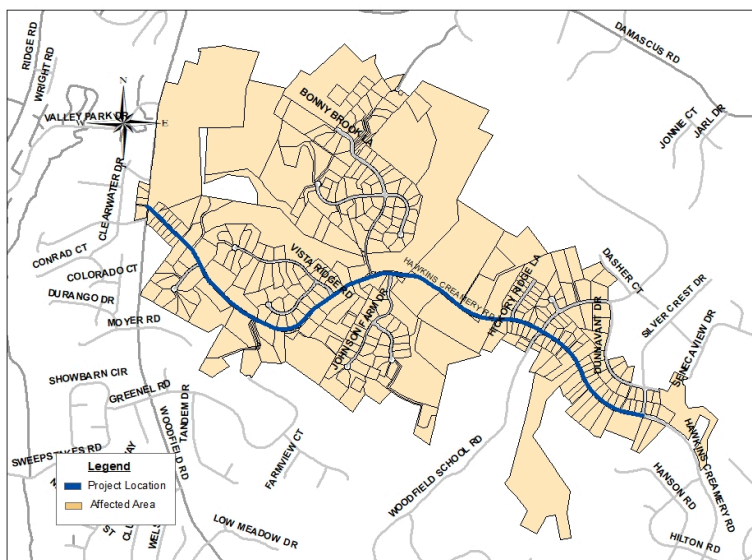 RIDGE RD
WRIGHT RD
DAMASCUS RD
N
VALLEY PARK DR
W
E
BONNY BROOK LA
JONNIE CT
JARL DR
CLEARWATER DR
CONRAD CT
COLORADO CT
DURANGO DR
MOYER RD
VISTA RIDGE RD
HAWKINS CREAMERY RD
HICKORY RIDGE LA
DASHER CT
SILVER CREST DR
DUNNAVANT DR
SENECA VIEW DR
JOHNSON FARM DR
SHOWBARN CIR
GREENEL RD
WOODFIELD RD
TANDEM DR
FARMVIEW CT
SWEEPSTAKES RD
WOODFIELD SCHOOL RD
HAWKINS CREAMERY RD
HANSON RD
HILTON RD
LOW MEADOW DR
WAY
ST
Legend
Project Location
Affected Area